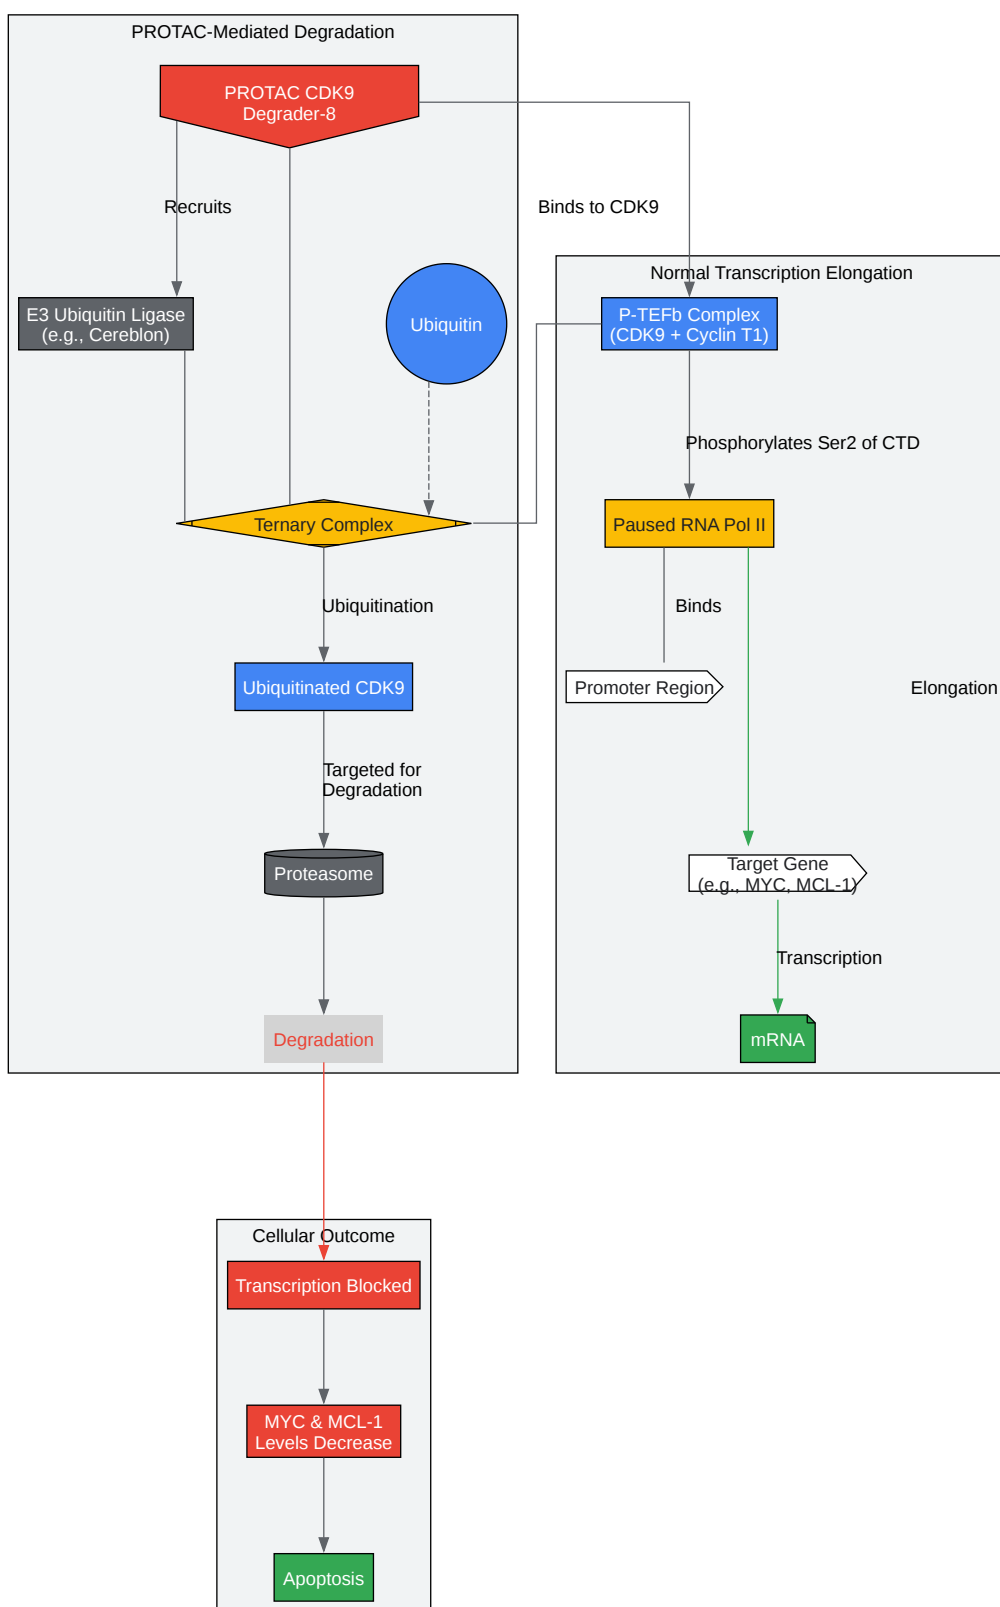 PROTAC-Mediated Degradation
PROTAC CDK9
Degrader-8
Recruits
Binds to CDK9
E3 Ubiquitin Ligase
(e.g., Cereblon)
Ubiquitin
Normal Transcription Elongation
P-TEFb Complex
(CDK9 + Cyclin T1)
Phosphorylates Ser2 of CTD
Ternary Complex
Paused RNA Pol II
Ubiquitination
Binds
Ubiquitinated CDK9
Promoter Region
Elongation
Targeted for
Degradation
Proteasome
Target Gene
(e.g., MYC, MCL-1)
Transcription
Degradation
mRNA
Cellular Outcome
Transcription Blocked
MYC & MCL-1
Levels Decrease
Apoptosis